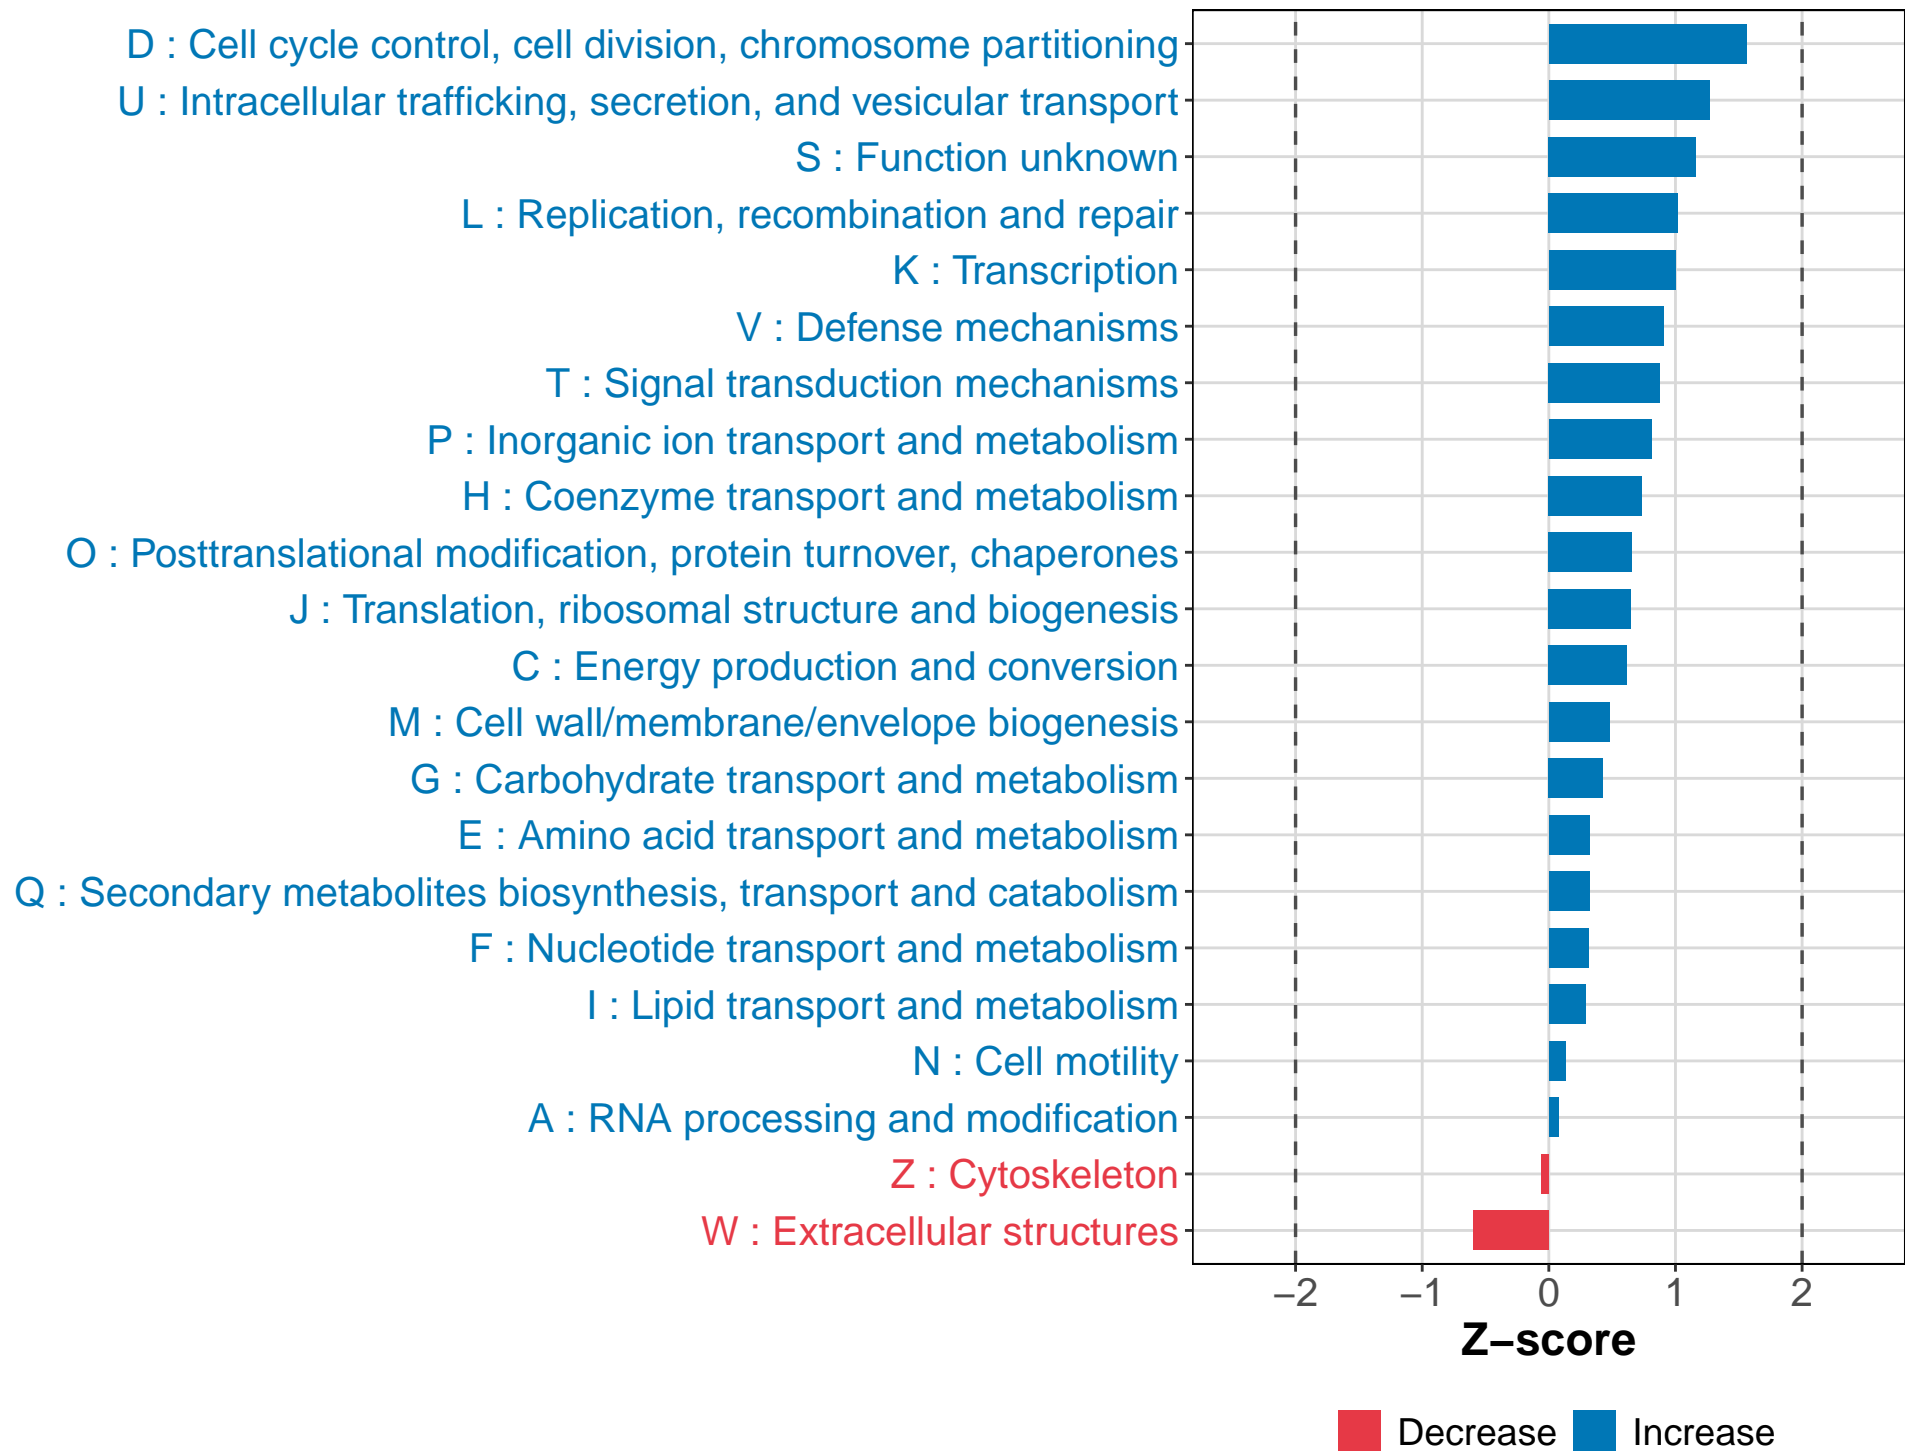 D : Cell cycle control, cell division, chromosome partitioning
U : Intracellular trafficking, secretion, and vesicular transport
S : Function unknown
L : Replication, recombination and repair
K : Transcription
V : Defense mechanisms
T : Signal transduction mechanisms
P : Inorganic ion transport and metabolism
H : Coenzyme transport and metabolism
O : Posttranslational modification, protein turnover, chaperones
J : Translation, ribosomal structure and biogenesis
C : Energy production and conversion
M : Cell wall/membrane/envelope biogenesis
G : Carbohydrate transport and metabolism
E : Amino acid transport and metabolism
Q : Secondary metabolites biosynthesis, transport and catabolism
F : Nucleotide transport and metabolism
I : Lipid transport and metabolism
N : Cell motility
A : RNA processing and modification
Z : Cytoskeleton
W : Extracellular structures
−2 −1 0 1 2
Z−score
Decrease Increase